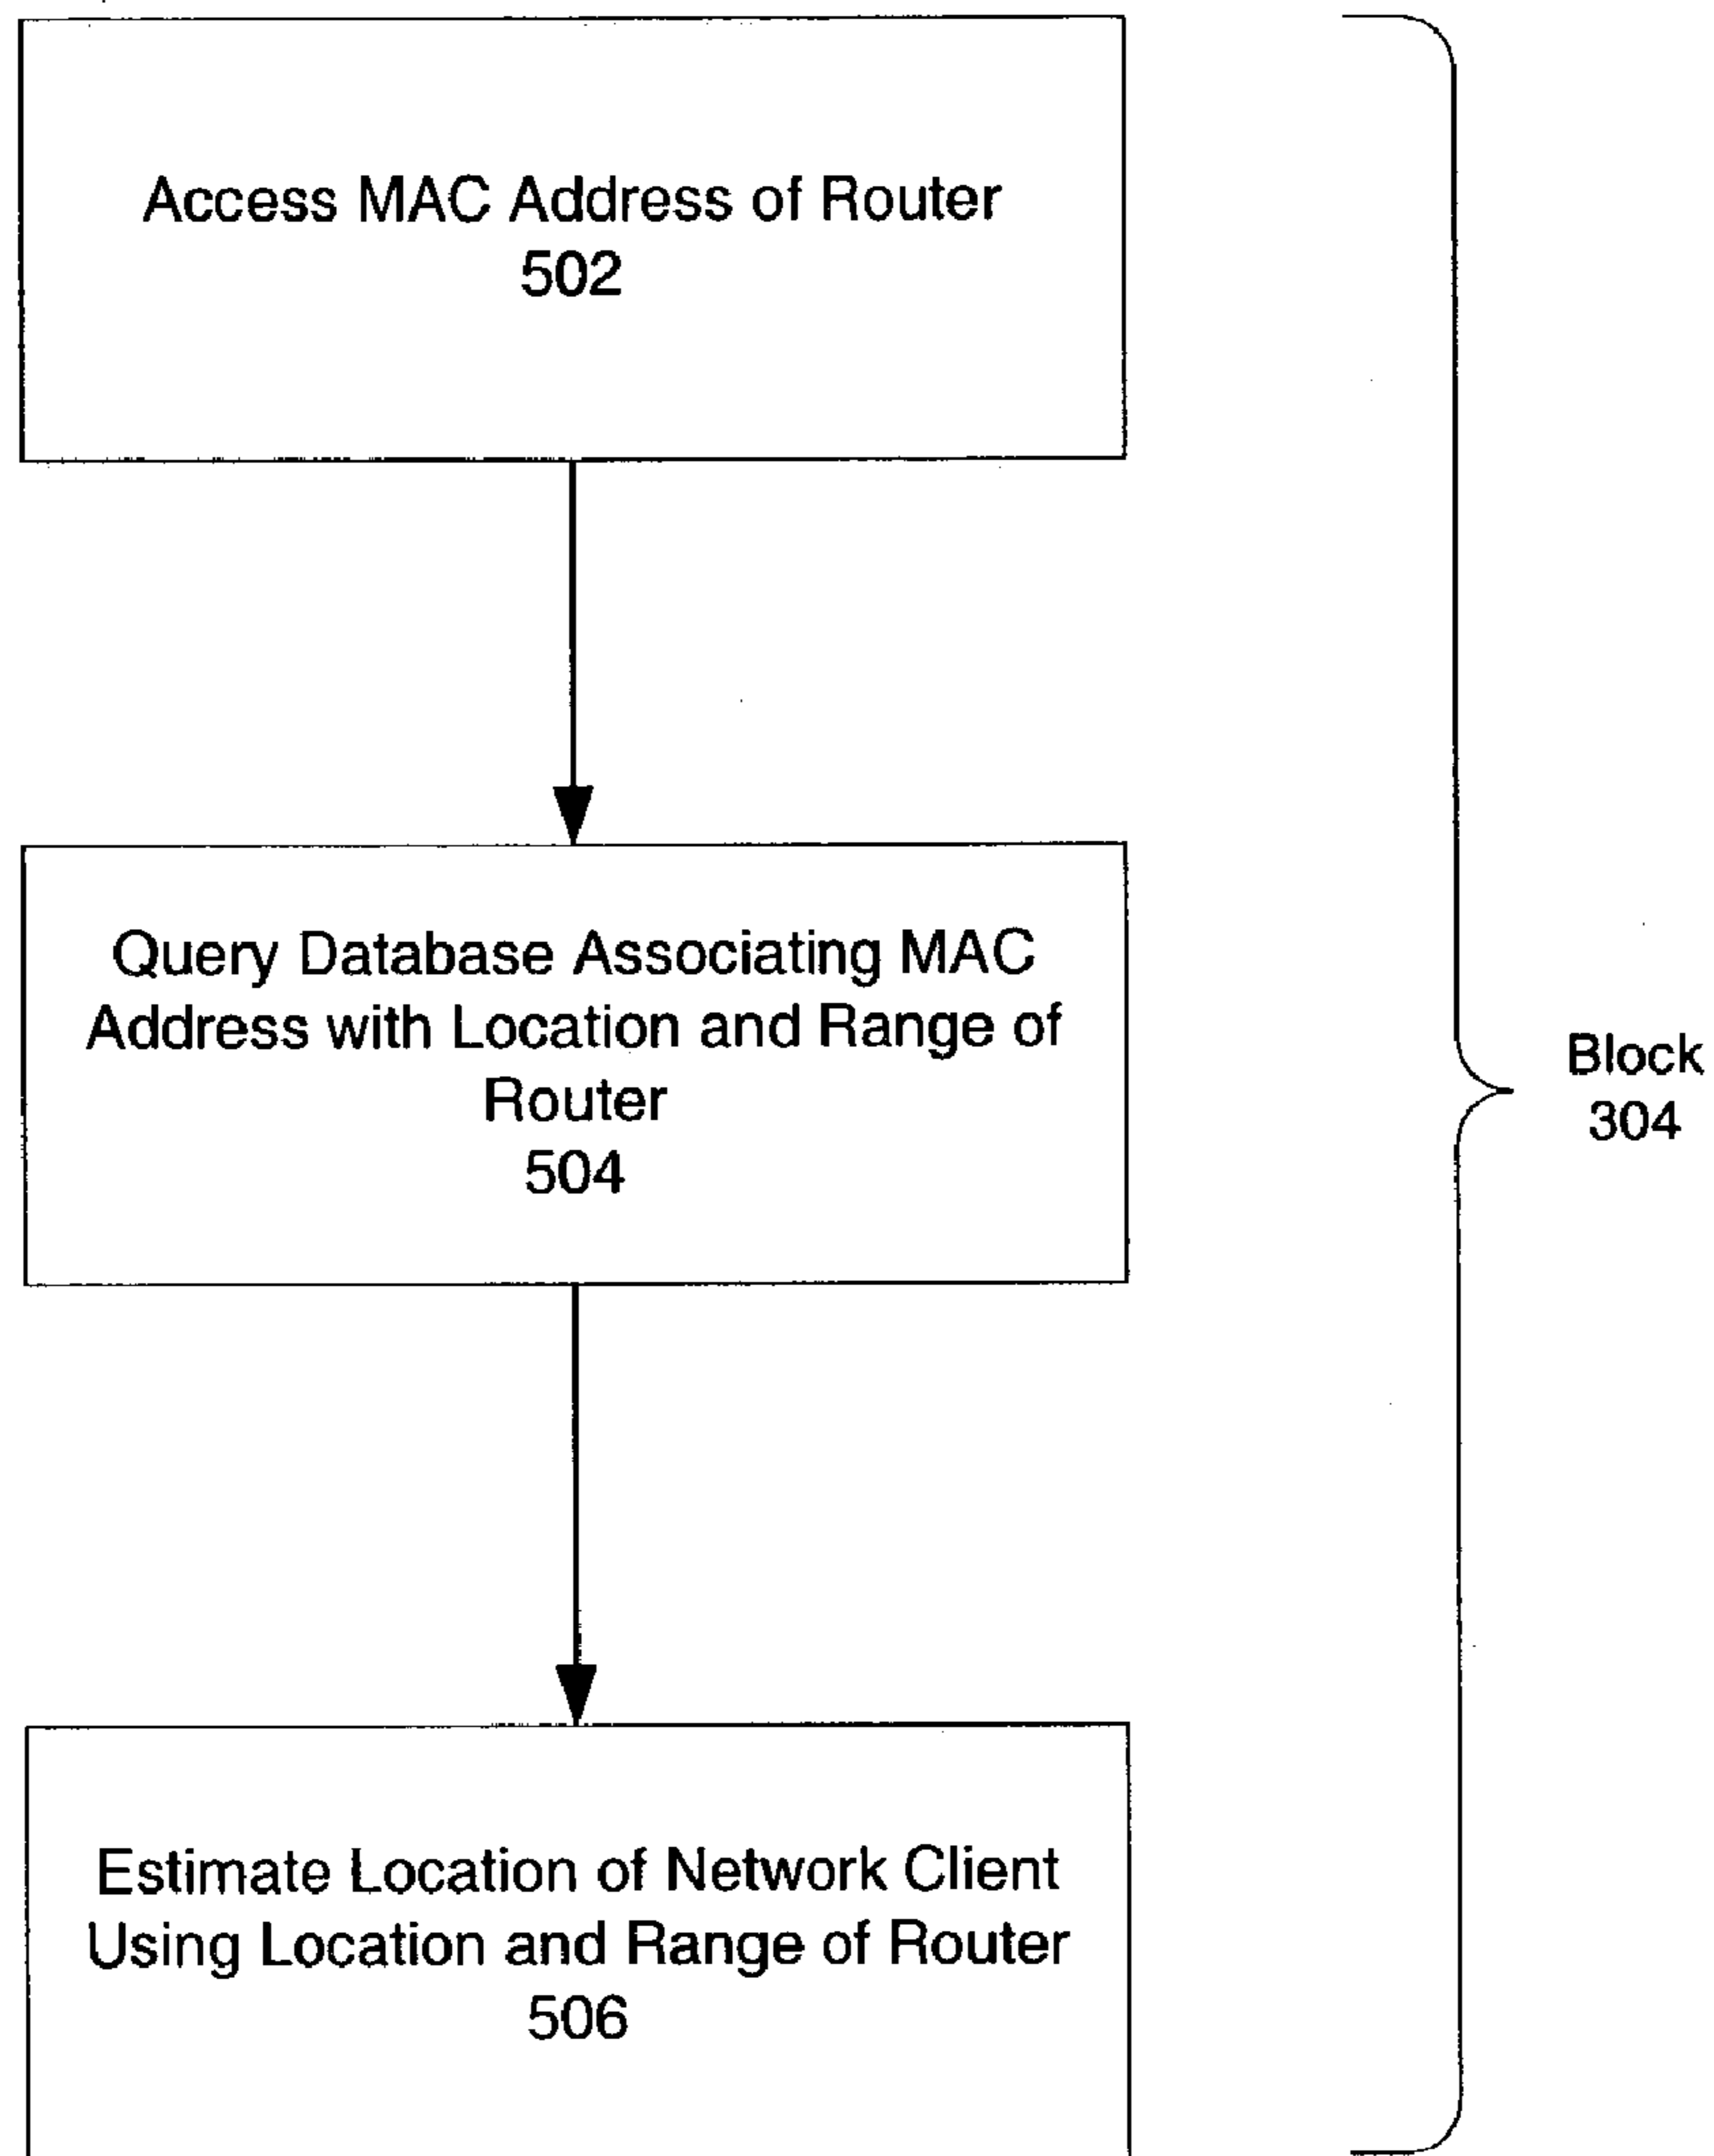 Access MAC Address of Router
502
Query Database Associating MAC
Address with Location and Range of
Router
504
Block
304
Estimate Location of Network Client
Using Location and Range of Router
506